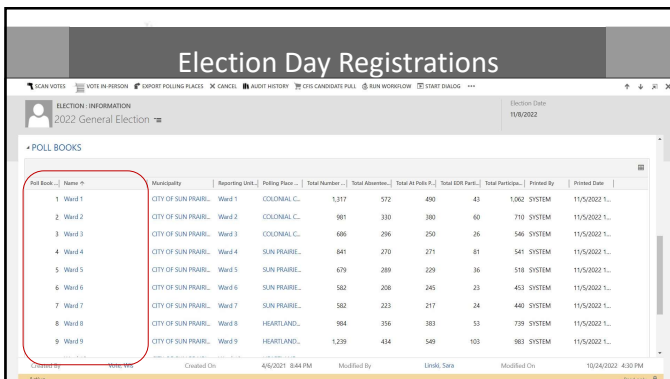 Election Day Registrations
SCAN VOTES VOTE IN-PERSON EXPORT POLLING PLACES CANCEL AUDIT HISTORY CFIS CANDIDATE PULL RUN WORKFLOW START DIALOG ...
ELECTION : INFORMATION
2022 General Election
Election Date
11/8/2022
POLL BOOKS
Poll Book ... Name Municipality Reporting Unit... Polling Place ... Total Number ... Total Absentee... Total At Polls P... Total EDR Parti... Total Participa... Printed By Printed Date
1 Ward 1 CITY OF SUN PRAIRI... Ward 1 COLONIAL C... 1,317 572 490 43 1,062 SYSTEM 11/5/2022 1...
2 Ward 2 CITY OF SUN PRAIRI... Ward 2 COLONIAL C... 981 330 380 60 710 SYSTEM 11/5/2022 1...
3 Ward 3 CITY OF SUN PRAIRI... Ward 3 COLONIAL C... 686 296 250 26 546 SYSTEM 11/5/2022 1...
4 Ward 4 CITY OF SUN PRAIRI... Ward 4 SUN PRAIRIE... 841 270 271 81 541 SYSTEM 11/5/2022 1...
5 Ward 5 CITY OF SUN PRAIRI... Ward 5 SUN PRAIRIE... 679 289 229 36 518 SYSTEM 11/5/2022 1...
6 Ward 6 CITY OF SUN PRAIRI... Ward 6 SUN PRAIRIE... 582 208 245 23 453 SYSTEM 11/5/2022 1...
7 Ward 7 CITY OF SUN PRAIRI... Ward 7 SUN PRAIRIE... 582 223 217 24 440 SYSTEM 11/5/2022 1...
8 Ward 8 CITY OF SUN PRAIRI... Ward 8 HEARTLAND... 984 356 383 53 739 SYSTEM 11/5/2022 1...
9 Ward 9 CITY OF SUN PRAIRI... Ward 9 HEARTLAND... 1,239 434 549 103 983 SYSTEM 11/5/2022 1...
Created By Vote, Wis Created On 4/6/2021 8:44 PM Modified By Linski, Sara Modified On 10/24/2022 4:30 PM